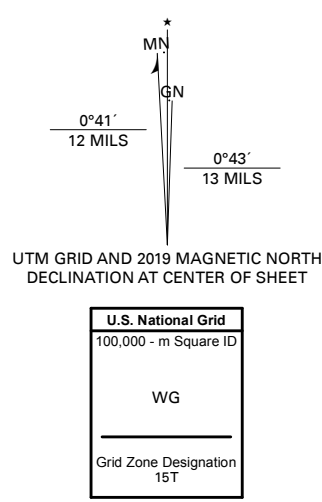 ★
MN
GN
0°41´
12 MILS
0°43´
13 MILS
UTM GRID AND 2019 MAGNETIC NORTH
DECLINATION AT CENTER OF SHEET
U.S. National Grid
100,000 - m Square ID
WG
Grid Zone Designation
15T